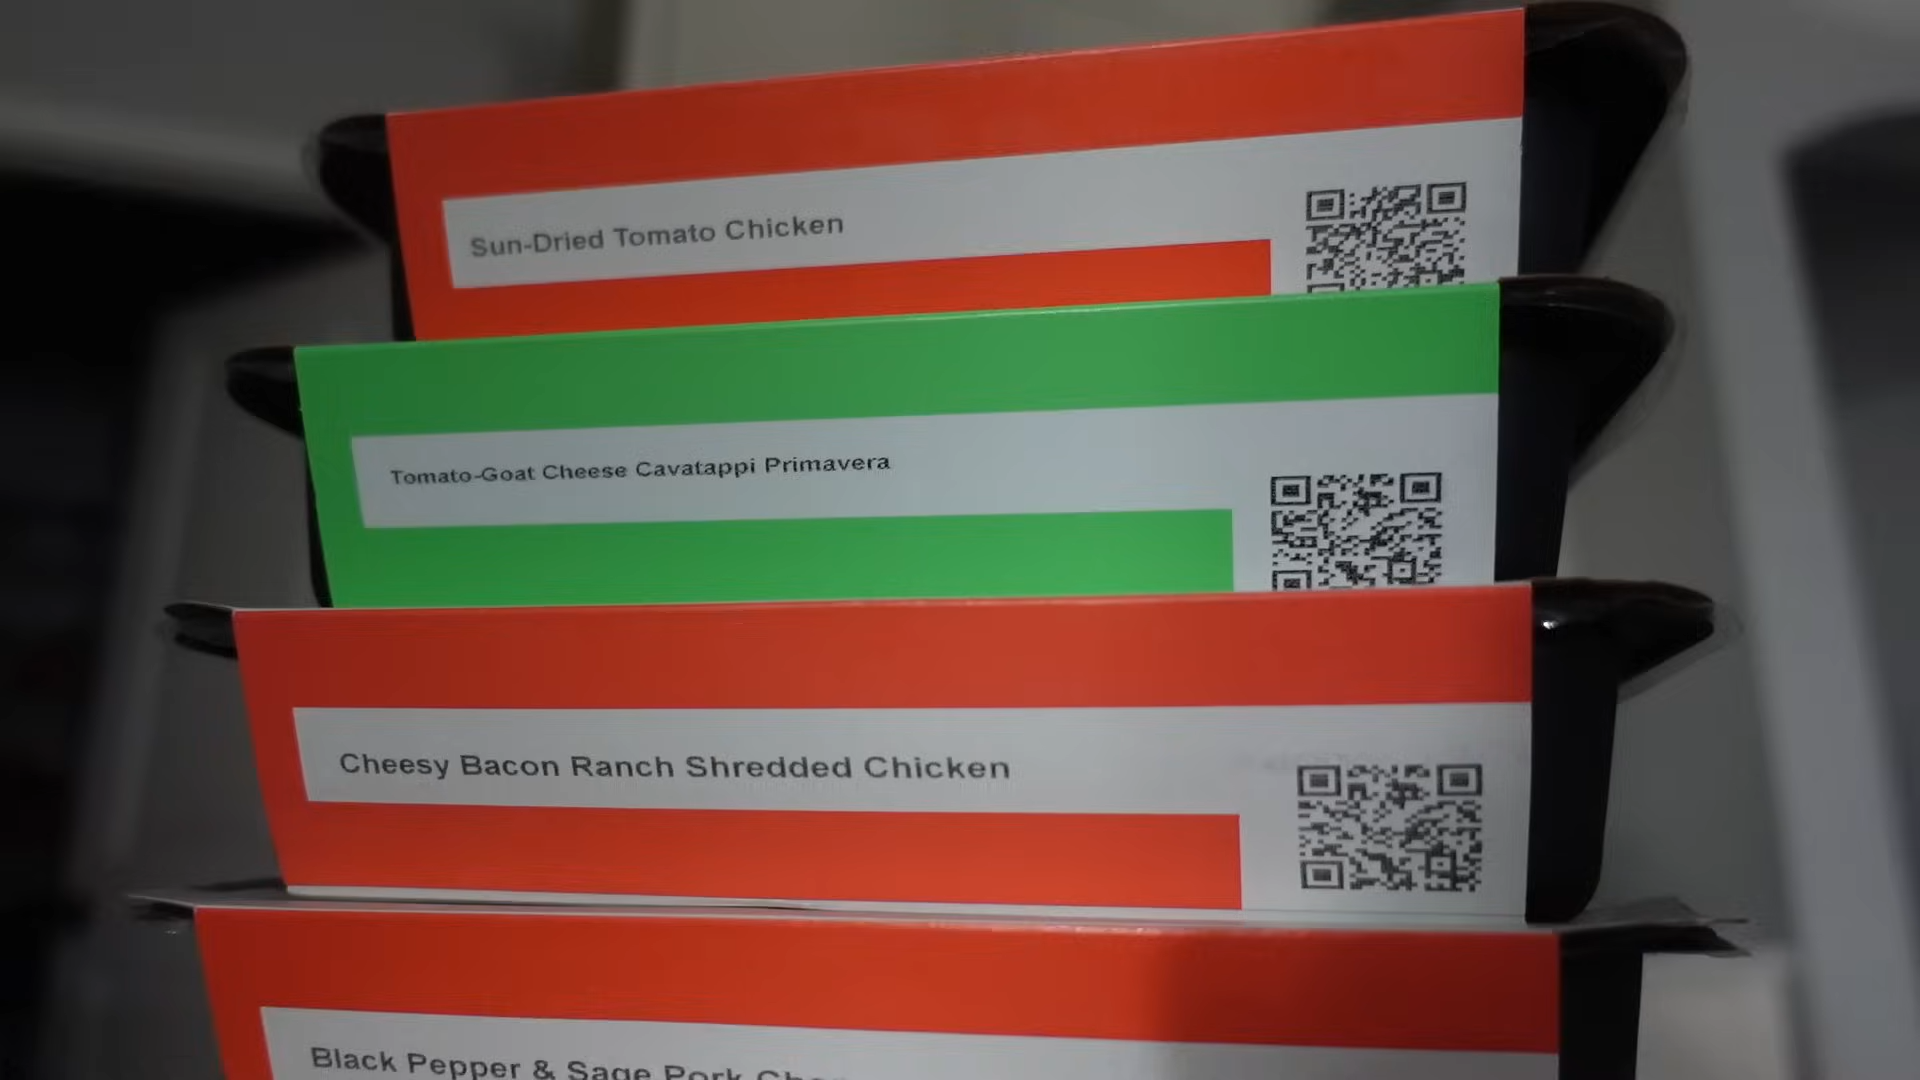 Sun-Dried Tomato Chicken
Tomato-Goat Cheese Cavatappi Primavera
Cheesy Bacon Ranch Shredded Chicken
Black Pepper & Sage Pork